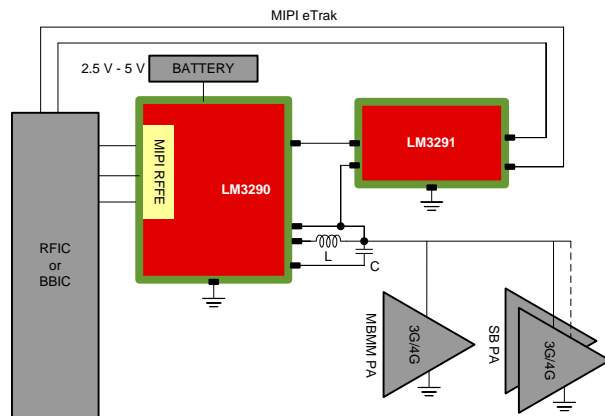 MIPI eTrak
2.5 V - 5 V
BATTERY
MIPI RFFE
LM3290
LM3291
RFIC
or
BBIC
L
C
MBMM PA
3G/4G
SB PA
3G/4G